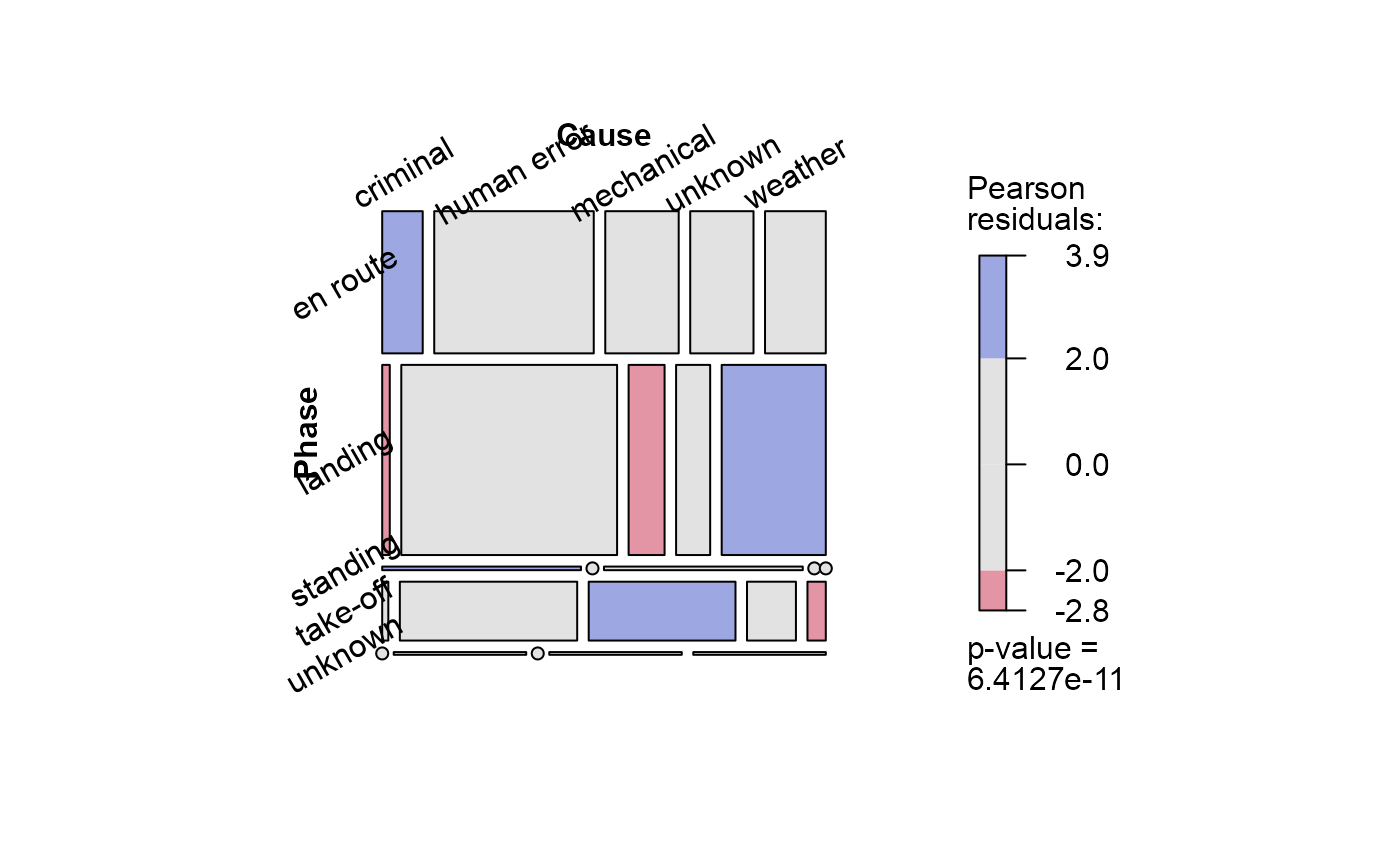 Cause
criminal
human error
mechanical
unknown
weather
Phase
en route
landing
standing
take-off
unknown
Pearson
residuals:
3.9
2.0
0.0
-2.0
-2.8
p-value =
6.4127e-11